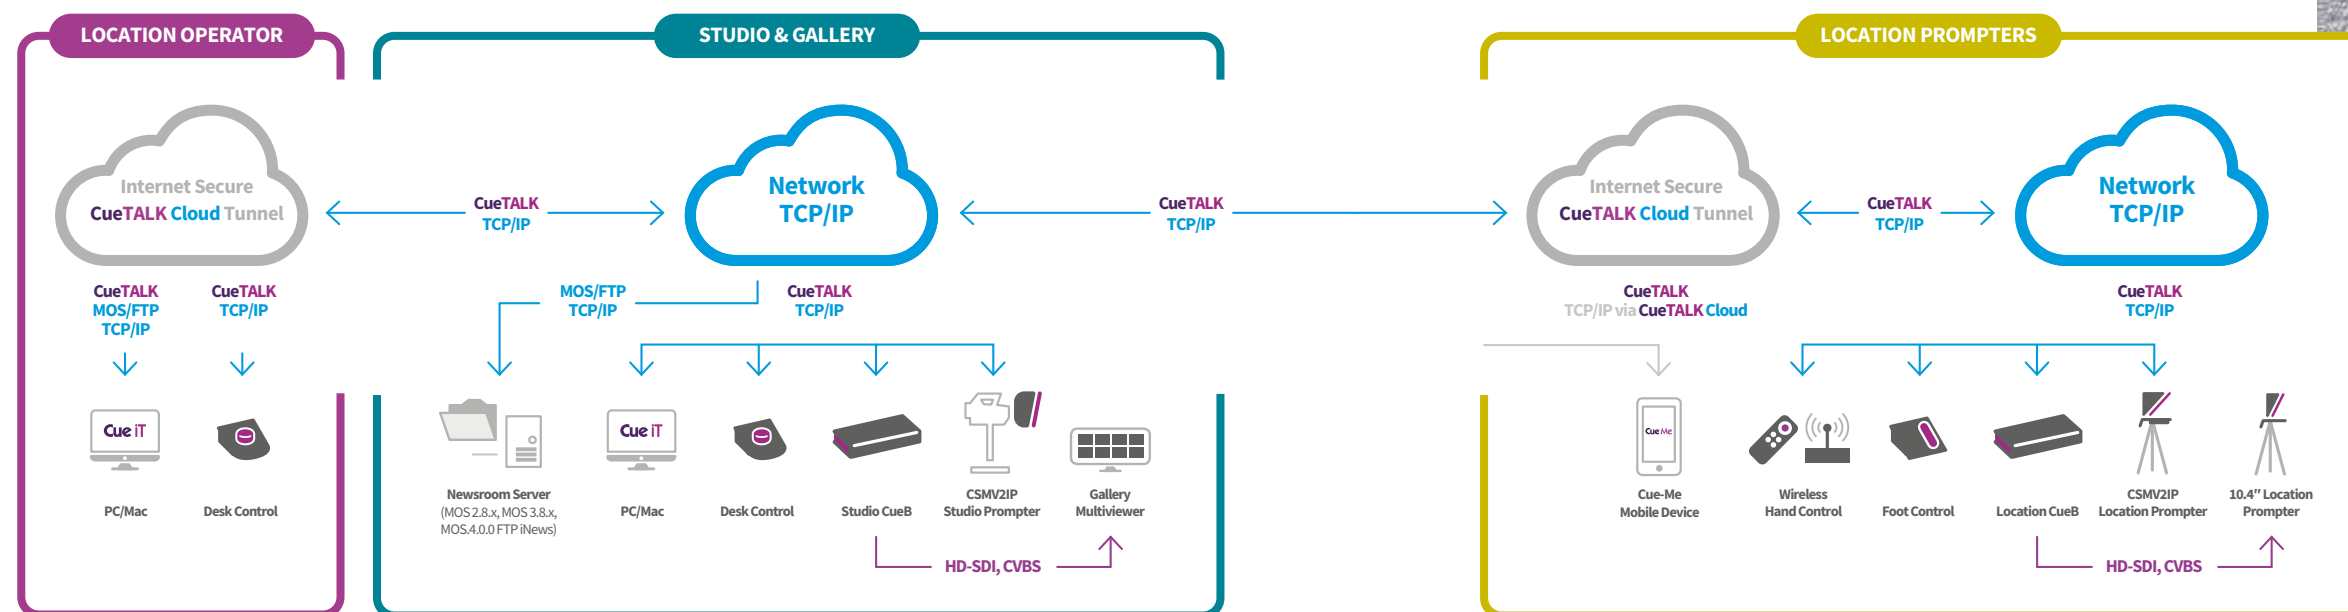 LOCATION OPERATOR
STUDIO & GALLERY
LOCATION PROMPTERS
Internet Secure
CueTALK Cloud Tunnel
CueTALK
TCP/IP
Network
TCP/IP
CueTALK
TCP/IP
Internet Secure
CueTALK Cloud Tunnel
CueTALK
TCP/IP
Network
TCP/IP
CueTALK
MOS/FTP
TCP/IP
CueTALK
TCP/IP
MOS/FTP
TCP/IP
CueTALK
TCP/IP
CueTALK
TCP/IP via CueTALK Cloud
CueTALK
TCP/IP
Cue iT
Cue iT
Cue Me
PC/Mac
Desk Control
Newsroom Server
(MOS 2.8.x, MOS 3.8.x,
MOS.4.0.0 FTP iNews)
PC/Mac
Desk Control
Studio CueB
CSMV2IP
Studio Prompter
Gallery
Multiviewer
Cue-Me
Mobile Device
Wireless
Hand Control
Foot Control
Location CueB
CSMV2IP
Location Prompter
10.4" Location
Prompter
HD-SDI, CVBS
HD-SDI, CVBS